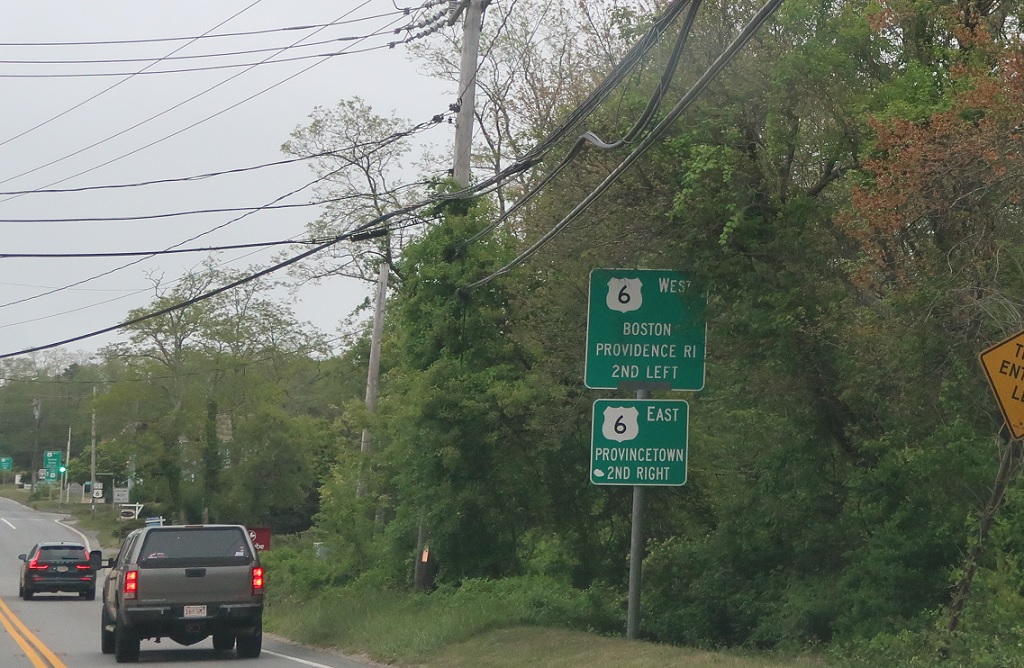 6 WEST
BOSTON
PROVIDENCE RI
2ND LEFT
6 EAST
PROVINCETOWN
2ND RIGHT